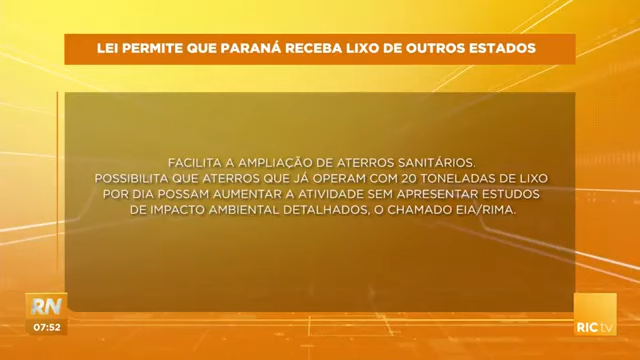 LEI PERMITE QUE PARANÁ RECEBA LIXO DE OUTROS ESTADOS
FACILITA A AMPLIAÇÃO DE ATERROS SANITÁRIOS.
POSSIBILITA QUE ATERROS QUE JÁ OPERAM COM 20 TONELADAS DE LIXO
POR DIA POSSAM AUMENTAR A ATIVIDADE SEM APRESENTAR ESTUDOS
DE IMPACTO AMBIENTAL DETALHADOS, O CHAMADO EIA/RIMA.
RN
07:52
RIC tv